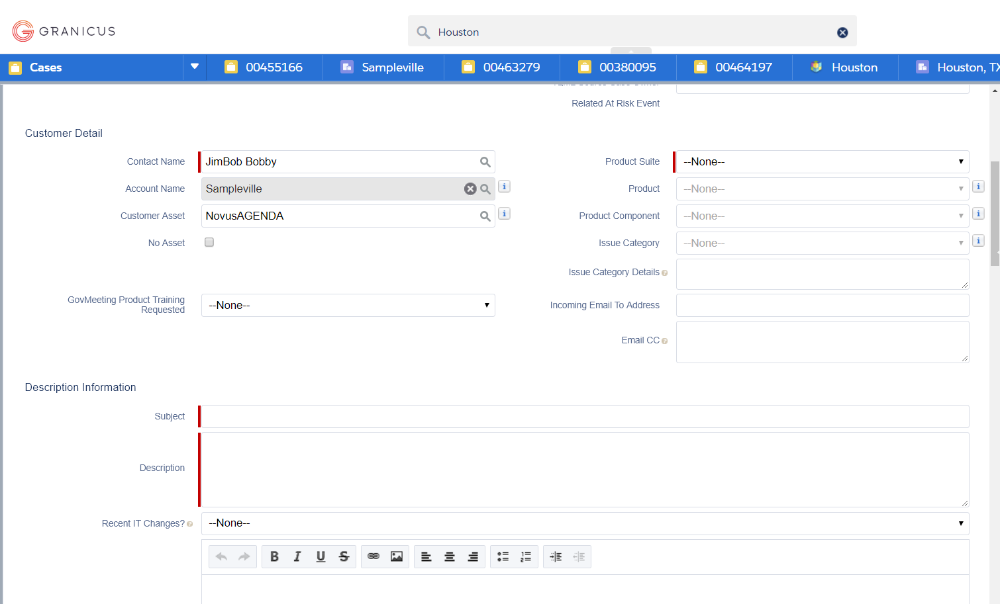 GRANICUS
Houston
Cases
00455166
Sampleville
00463279
00380095
00464197
Houston
Houston, TX
Related At Risk Event
Customer Detail
Contact Name
JimBob Bobby
Product Suite
--None--
Account Name
Sampleville
Product
--None--
Customer Asset
NovusAGENDA
Product Component
--None--
No Asset
Issue Category
--None--
Issue Category Details
GovMeeting Product Training
Requested
--None--
Incoming Email To Address
Email CC
Description Information
Subject
Description
Recent IT Changes?
--None--